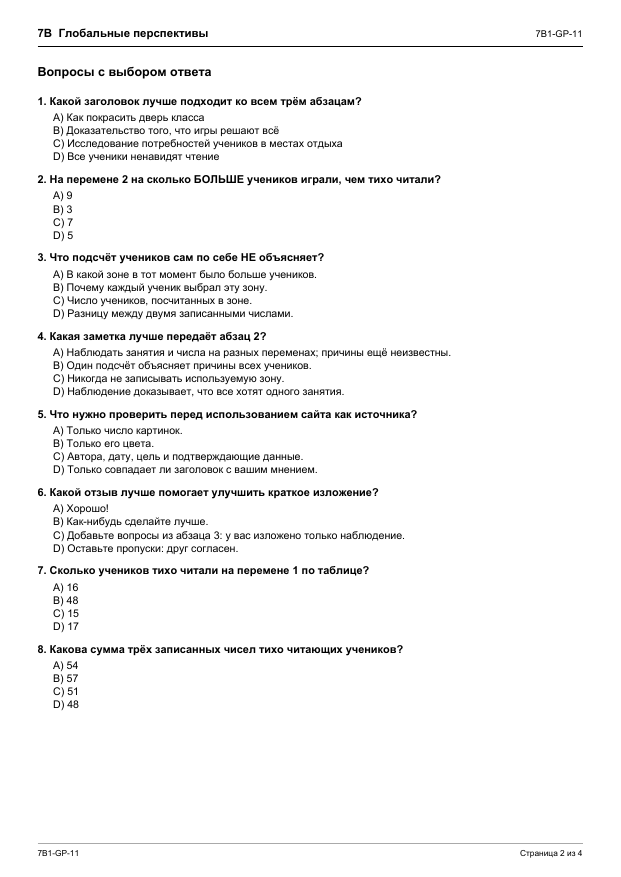 7B Глобальные перспективы
7B1-GP-11
Вопросы с выбором ответа
1. Какой заголовок лучше подходит ко всем трём абзацам?
A) Как покрасить дверь класса
B) Доказательство того, что игры решают всё
C) Исследование потребностей учеников в местах отдыха
D) Все ученики ненавидят чтение
2. На перемене 2 на сколько БОЛЬШЕ учеников играли, чем тихо читали?
A) 9
B) 3
C) 7
D) 5
3. Что подсчёт учеников сам по себе НЕ объясняет?
A) В какой зоне в тот момент было больше учеников.
B) Почему каждый ученик выбрал эту зону.
C) Число учеников, посчитанных в зоне.
D) Разницу между двумя записанными числами.
4. Какая заметка лучше передаёт абзац 2?
A) Наблюдать занятия и числа на разных переменах; причины ещё неизвестны.
B) Один подсчёт объясняет причины всех учеников.
C) Никогда не записывать используемую зону.
D) Наблюдение доказывает, что все хотят одного занятия.
5. Что нужно проверить перед использованием сайта как источника?
A) Только число картинок.
B) Только его цвета.
C) Автора, дату, цель и подтверждающие данные.
D) Только совпадает ли заголовок с вашим мнением.
6. Какой отзыв лучше помогает улучшить краткое изложение?
A) Хорошо!
B) Как-нибудь сделайте лучше.
C) Добавьте вопросы из абзаца 3: у вас изложено только наблюдение.
D) Оставьте пропуски: друг согласен.
7. Сколько учеников тихо читали на перемене 1 по таблице?
A) 16
B) 48
C) 15
D) 17
8. Какова сумма трёх записанных чисел тихо читающих учеников?
A) 54
B) 57
C) 51
D) 48
7B1-GP-11
Страница 2 из 4